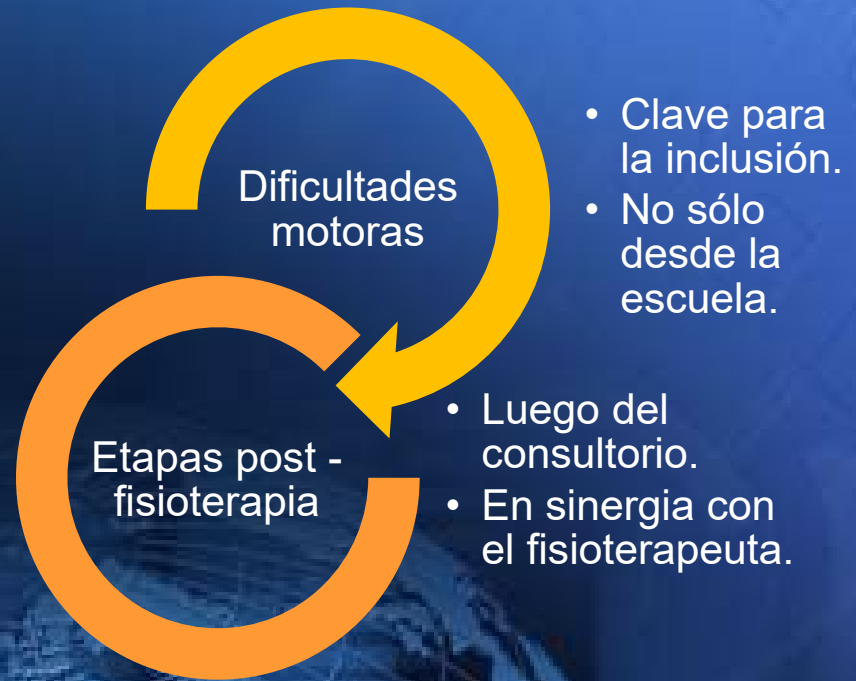 Dificultades
motoras
• Clave para
la inclusión.
• No sólo
desde la
escuela.
Etapas post -
fisioterapia
• Luego del
consultorio.
• En sinergia con
el fisioterapeuta.